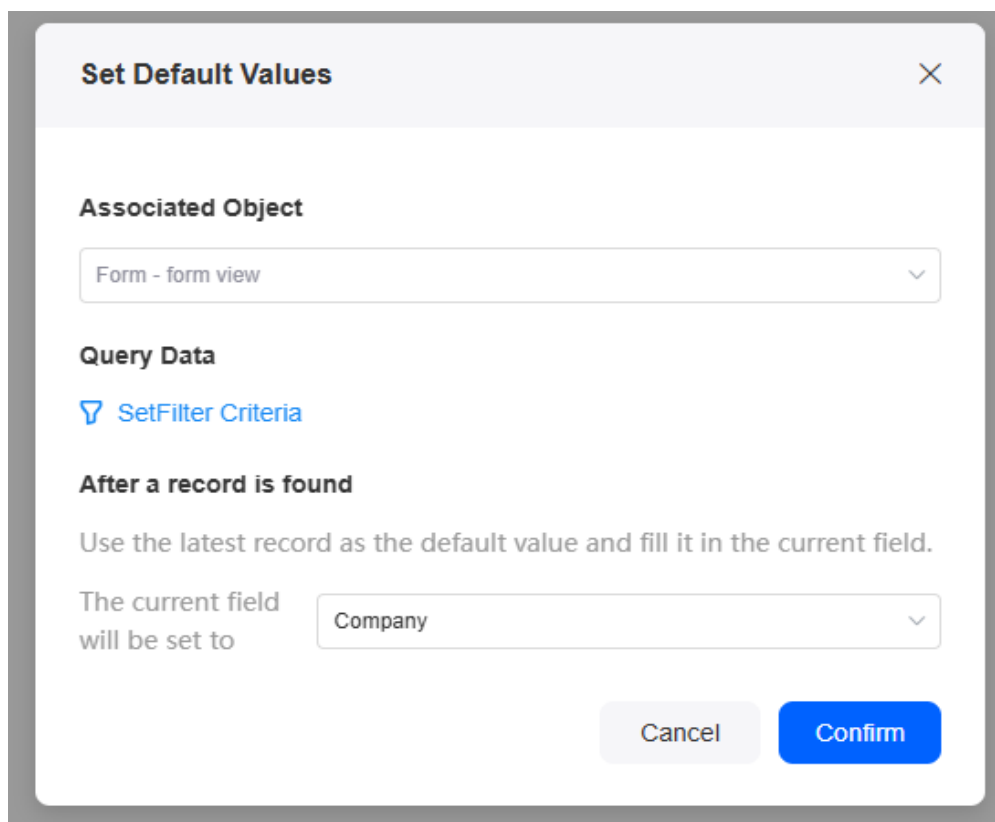 Set Default Values
Associated Object
Form - form view
Query Data
SetFilter Criteria
After a record is found
Use the latest record as the default value and fill it in the current field.
The current field
will be set to
Company
Cancel
Confirm